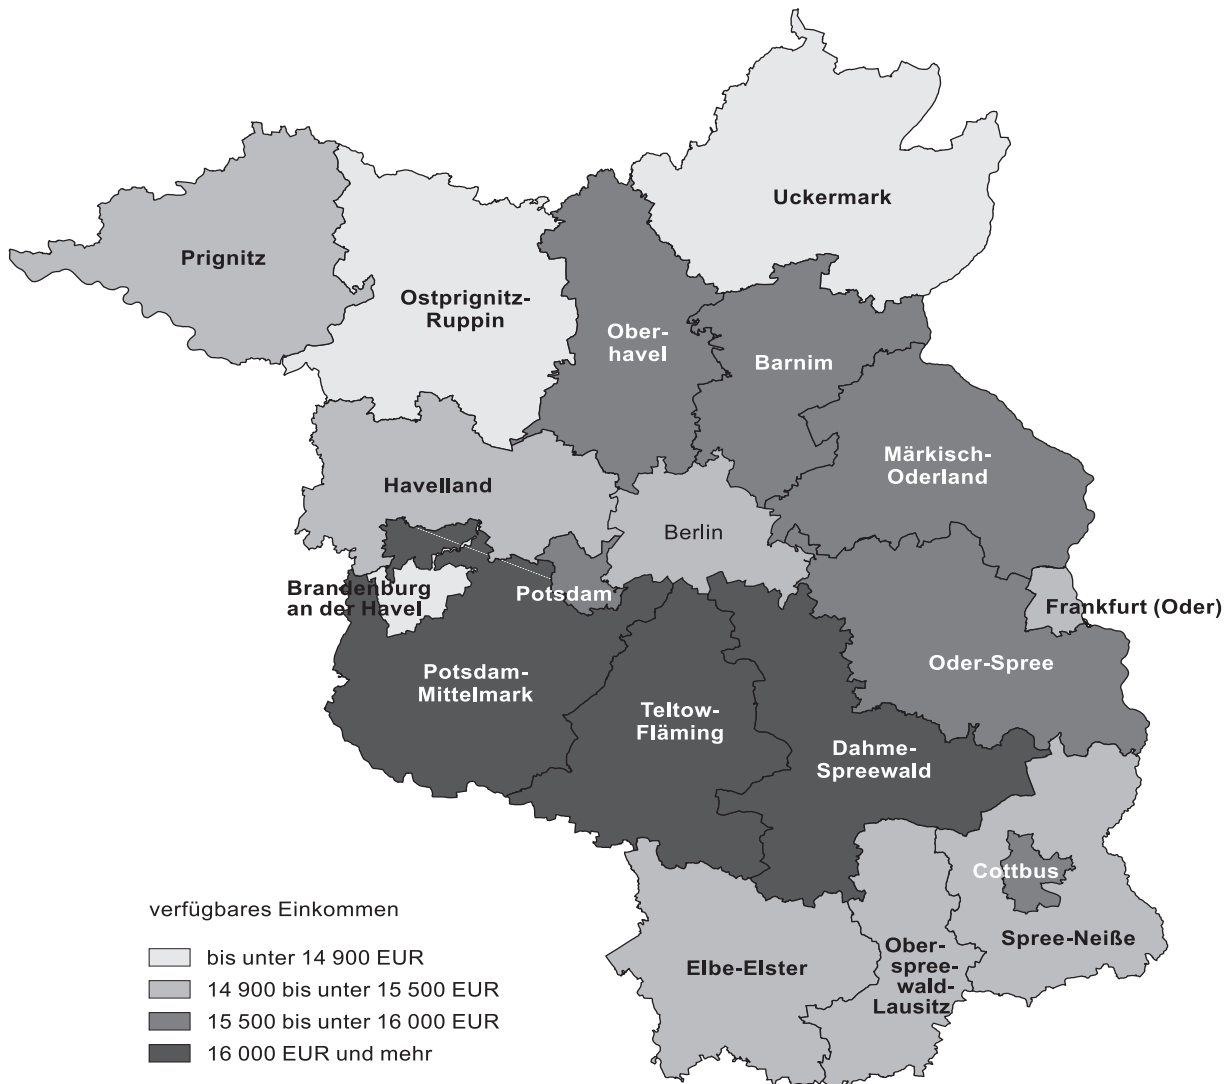 Uckermark
Prignitz
Ostprignitz-
Ruppin
Ober-
havel
Barnim
Märkisch-
Oderland
Havelland
Berlin
Brandenburg
an der Havel
Potsdam
Frankfurt (Oder)
Oder-Spree
Potsdam-
Mittelmark
Teltow-
Fläming
Dahme-
Spreewald
Cottbus
Spree-Neiße
Elbe-Elster
Ober-
spree-
wald-
Lausitz
verfügbares Einkommen
bis unter 14 900 EUR
14 900 bis unter 15 500 EUR
15 500 bis unter 16 000 EUR
16 000 EUR und mehr